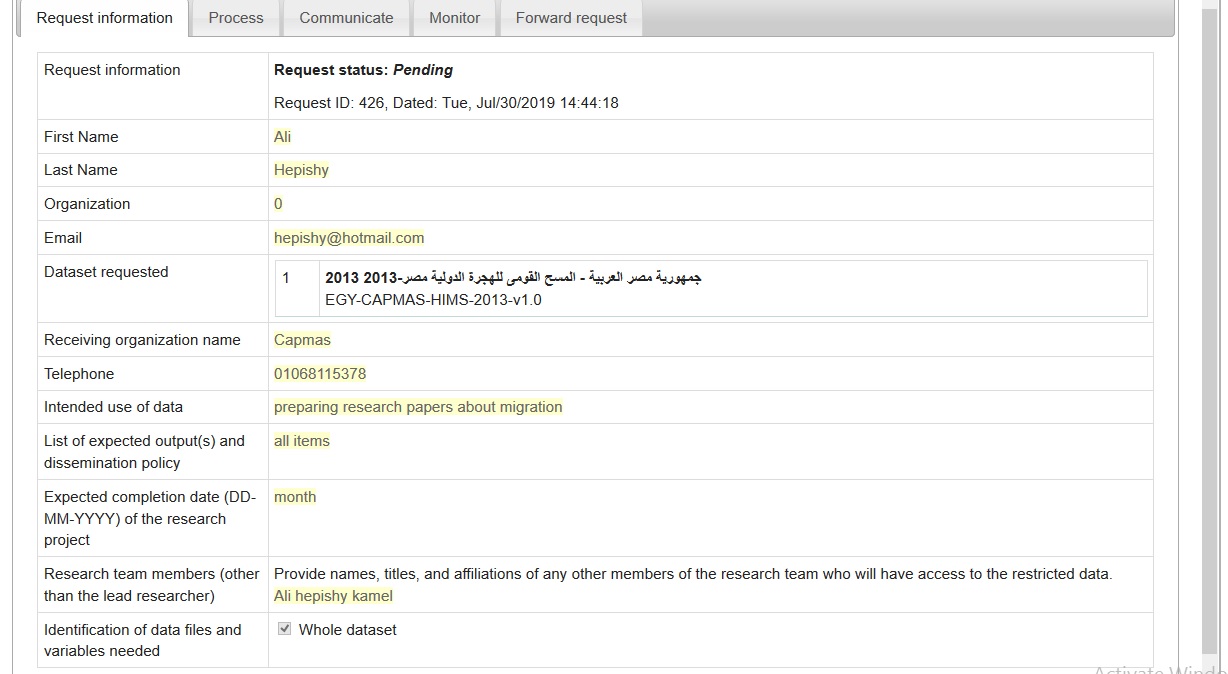 Request information Process Communicate Monitor Forward request
Request information
Request status: Pending
Request ID: 426, Dated: Tue, Jul/30/2019 14:44:18
First Name
Ali
Last Name
Hepishy
Organization
0
Email
hepishy@hotmail.com
Dataset requested
1
جمهورية مصر العربية - المسح القومى للهجرة الدولية مصر-2013 2013
EGY-CAPMAS-HIMS-2013-v1.0
Receiving organization name
Capmas
Telephone
01068115378
Intended use of data
preparing research papers about migration
List of expected output(s) and
dissemination policy
all items
Expected completion date (DD-
MM-YYYY) of the research
project
month
Research team members (other
than the lead researcher)
Provide names, titles, and affiliations of any other members of the research team who will have access to the restricted data.
Ali hepishy kamel
Identification of data files and
variables needed
Whole dataset